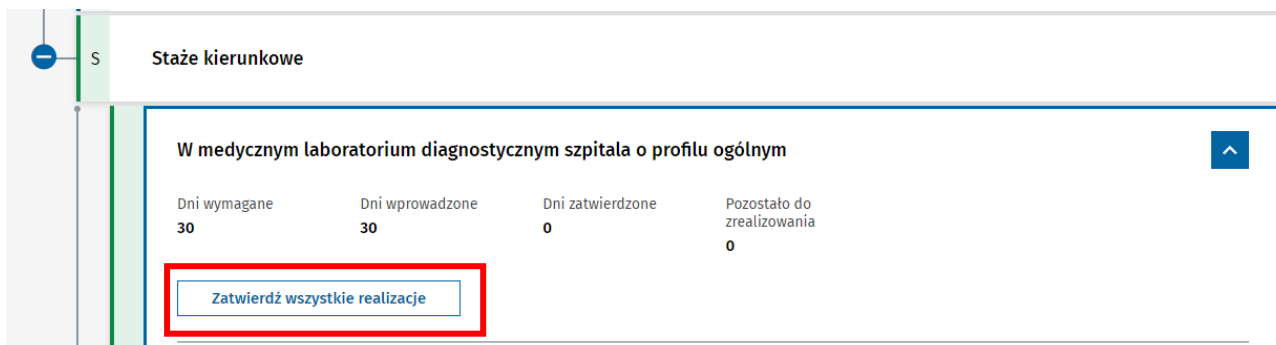 S Staże kierunkowe
W medycznym laboratorium diagnostycznym szpitala o profilu ogólnym
Dni wymagane Dni wprowadzone Dni zatwierdzone Pozostało do
zrealizowania
30 30 0
0
Zatwierdź wszystkie realizacje